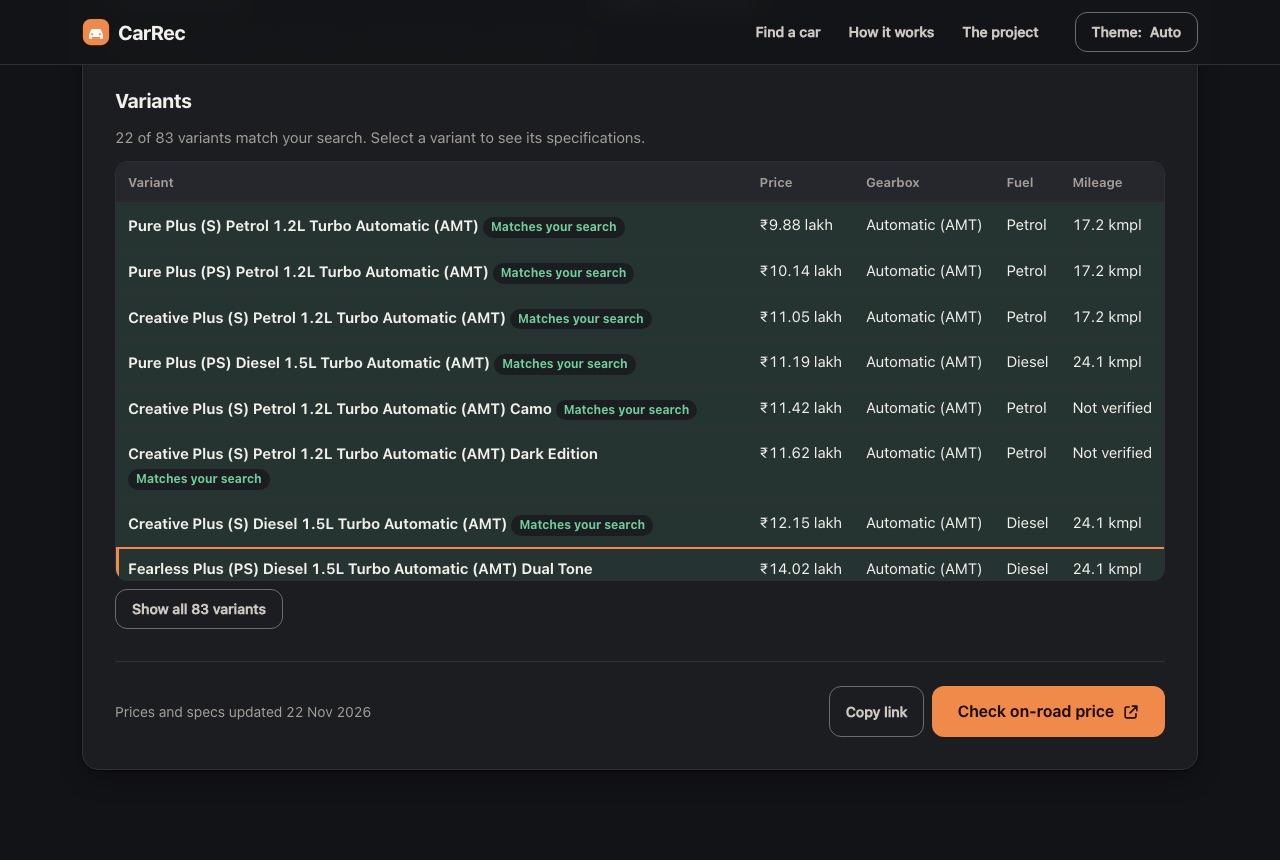 CarRec
Find a car
How it works
The project
Theme: Auto
Variants
22 of 83 variants match your search. Select a variant to see its specifications.
Variant Price Gearbox Fuel Mileage
Pure Plus (S) Petrol 1.2L Turbo Automatic (AMT) Matches your search ₹9.88 lakh Automatic (AMT) Petrol 17.2 kmpl
Pure Plus (PS) Petrol 1.2L Turbo Automatic (AMT) Matches your search ₹10.14 lakh Automatic (AMT) Petrol 17.2 kmpl
Creative Plus (S) Petrol 1.2L Turbo Automatic (AMT) Matches your search ₹11.05 lakh Automatic (AMT) Petrol 17.2 kmpl
Pure Plus (PS) Diesel 1.5L Turbo Automatic (AMT) Matches your search ₹11.19 lakh Automatic (AMT) Diesel 24.1 kmpl
Creative Plus (S) Petrol 1.2L Turbo Automatic (AMT) Camo Matches your search ₹11.42 lakh Automatic (AMT) Petrol Not verified
Creative Plus (S) Petrol 1.2L Turbo Automatic (AMT) Dark Edition ₹11.62 lakh Automatic (AMT) Petrol Not verified
Matches your search
Creative Plus (S) Diesel 1.5L Turbo Automatic (AMT) Matches your search ₹12.15 lakh Automatic (AMT) Diesel 24.1 kmpl
Fearless Plus (PS) Diesel 1.5L Turbo Automatic (AMT) Dual Tone ₹14.02 lakh Automatic (AMT) Diesel 24.1 kmpl
Show all 83 variants
Prices and specs updated 22 Nov 2026
Copy link
Check on-road price